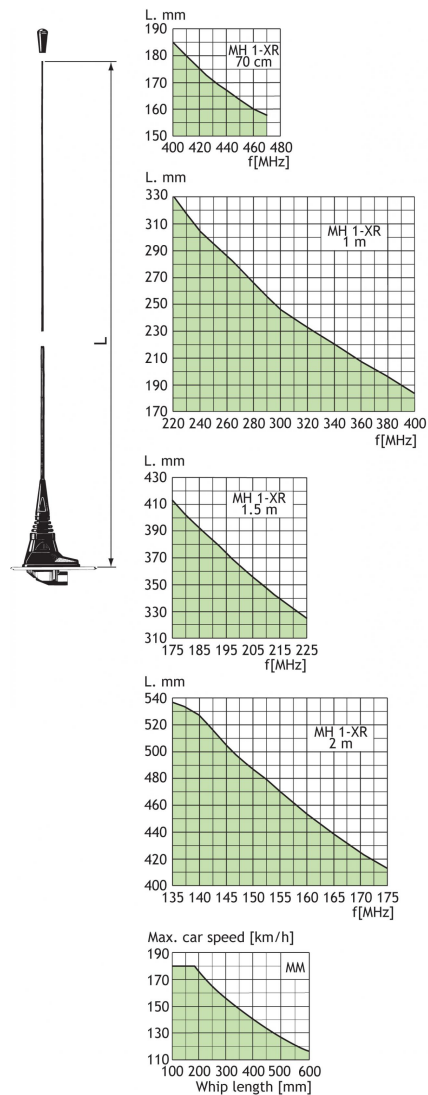 L. mm
190
180
170
160
150
MH 1-XR
70 cm
400 420 440 460 480
f[MHz]
L. mm
330
310
290
270
250
230
210
190
170
MH 1-XR
1 m
220 240 260 280 300 320 340 360 380 400
f[MHz]
L
L. mm
430
410
390
370
350
330
310
MH 1-XR
1.5 m
175 185 195 205 215 225
f[MHz]
L. mm
540
520
500
480
460
440
420
400
MH 1-XR
2 m
135 140 145 150 155 160 165 170 175
f[MHz]
Max. car speed [km/h]
190
170
150
130
110
MM
100 200 300 400 500 600
Whip length [mm]